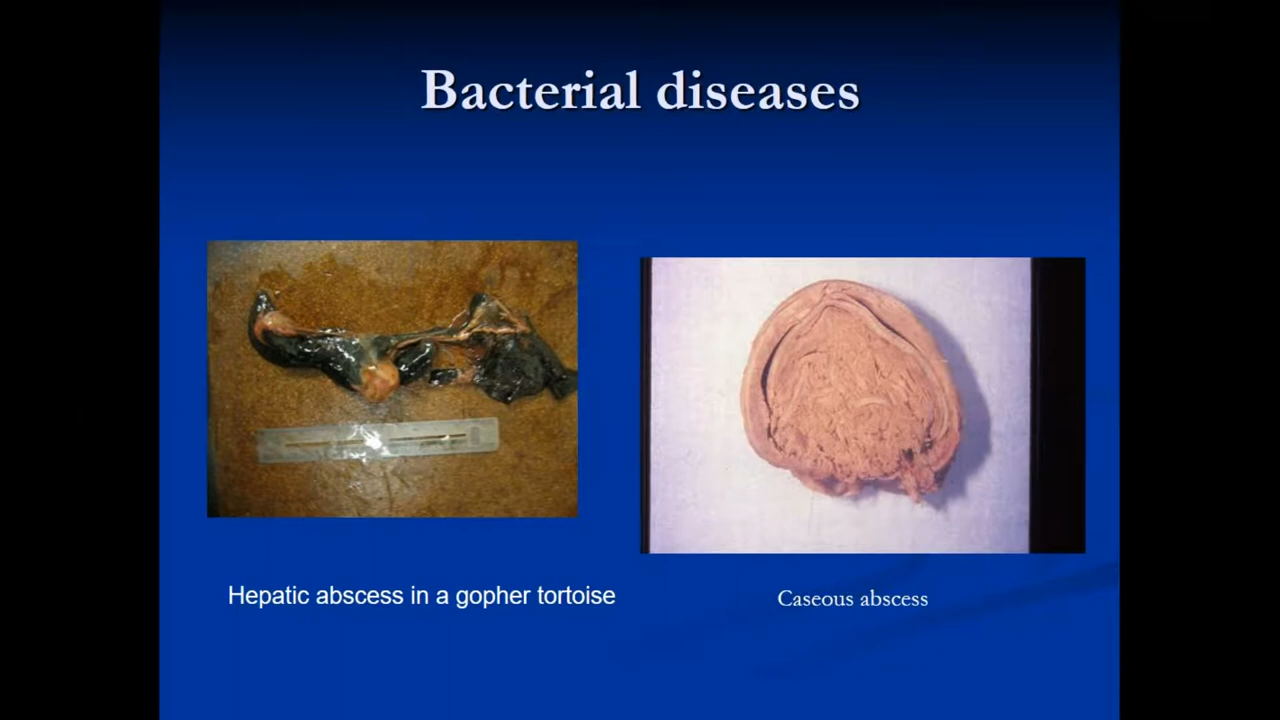 Bacterial diseases
Hepatic abscess in a gopher tortoise
Caseous abscess